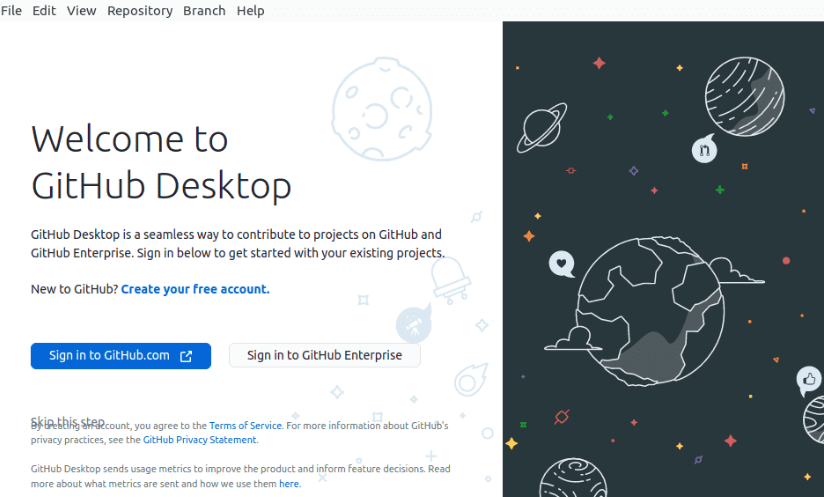 File Edit View Repository Branch Help
Welcome to
GitHub Desktop
GitHub Desktop is a seamless way to contribute to projects on GitHub and
GitHub Enterprise. Sign in below to get started with your existing projects.
New to GitHub? Create your free account.
Sign in to GitHub.com Sign in to GitHub Enterprise
Skip this step
By creating an account, you agree to the Terms of Service. For more information about GitHub's
privacy practices, see the GitHub Privacy Statement.
GitHub Desktop sends usage metrics to improve the product and inform feature decisions. Read
more about what metrics are sent and how we use them here.